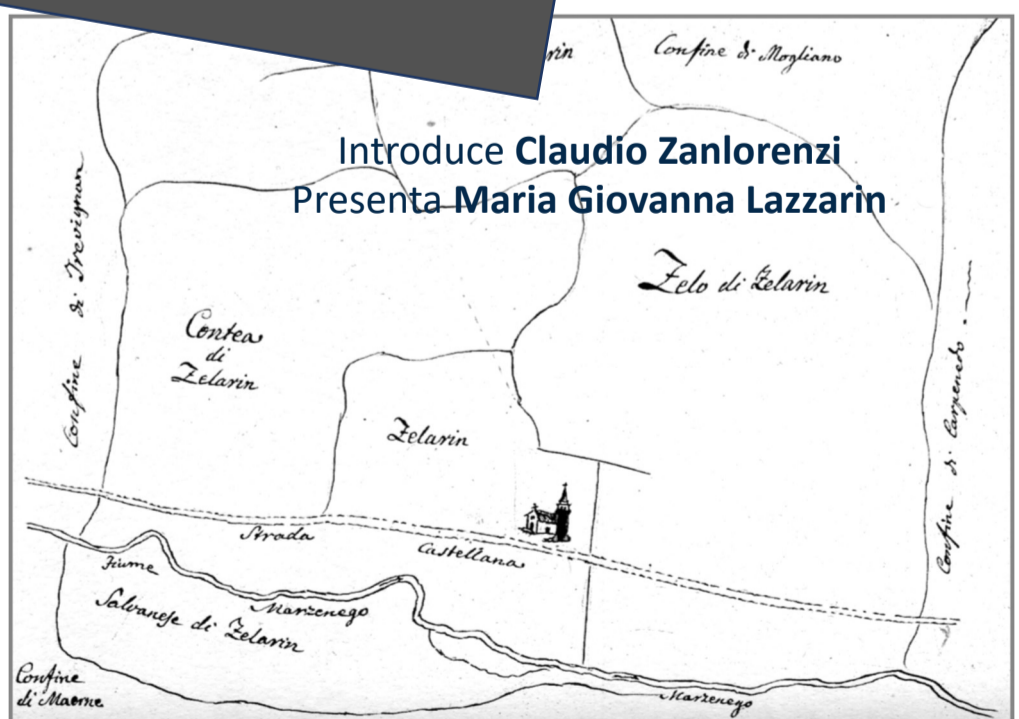 Confine di Mogliano
Introduce Claudio Zanlorenzi
Presenta Maria Giovanna Lazzarin
Confine di Trevignan
Zelo di Zelarin
Contea
di
Zelarin
Zelarin
Confine di Carpenedo.
Strada
Castellana
Fiume
Marzenego
Salvanese di Zelarin
Confine
di Maerne
Marzenego